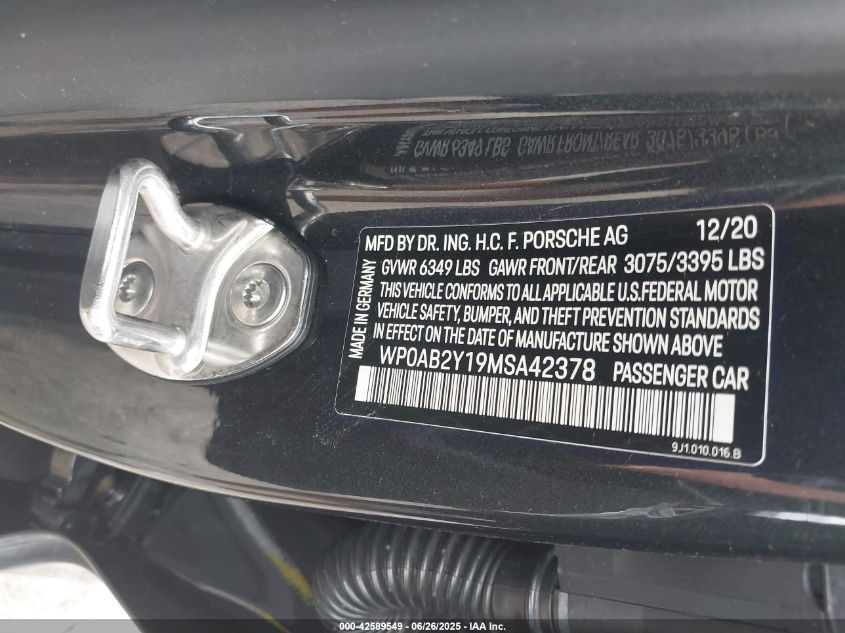 MFD BY DR. ING. H.C. F. PORSCHE AG 12/20
GVWR 6349 LBS GAWR FRONT/REAR 3075/3395 LBS
THIS VEHICLE CONFORMS TO ALL APPLICABLE U.S.FEDERAL MOTOR
VEHICLE SAFETY, BUMPER, AND THEFT PREVENTION STANDARDS
IN EFFECT ON THE DATE OF MANUFACTURE SHOWN ABOVE
MADE IN GERMANY
WP0AB2Y19MSA42378 PASSENGER CAR
9J1.010.016.B
000-42589549 - 06/26/2025 - IAA Inc.